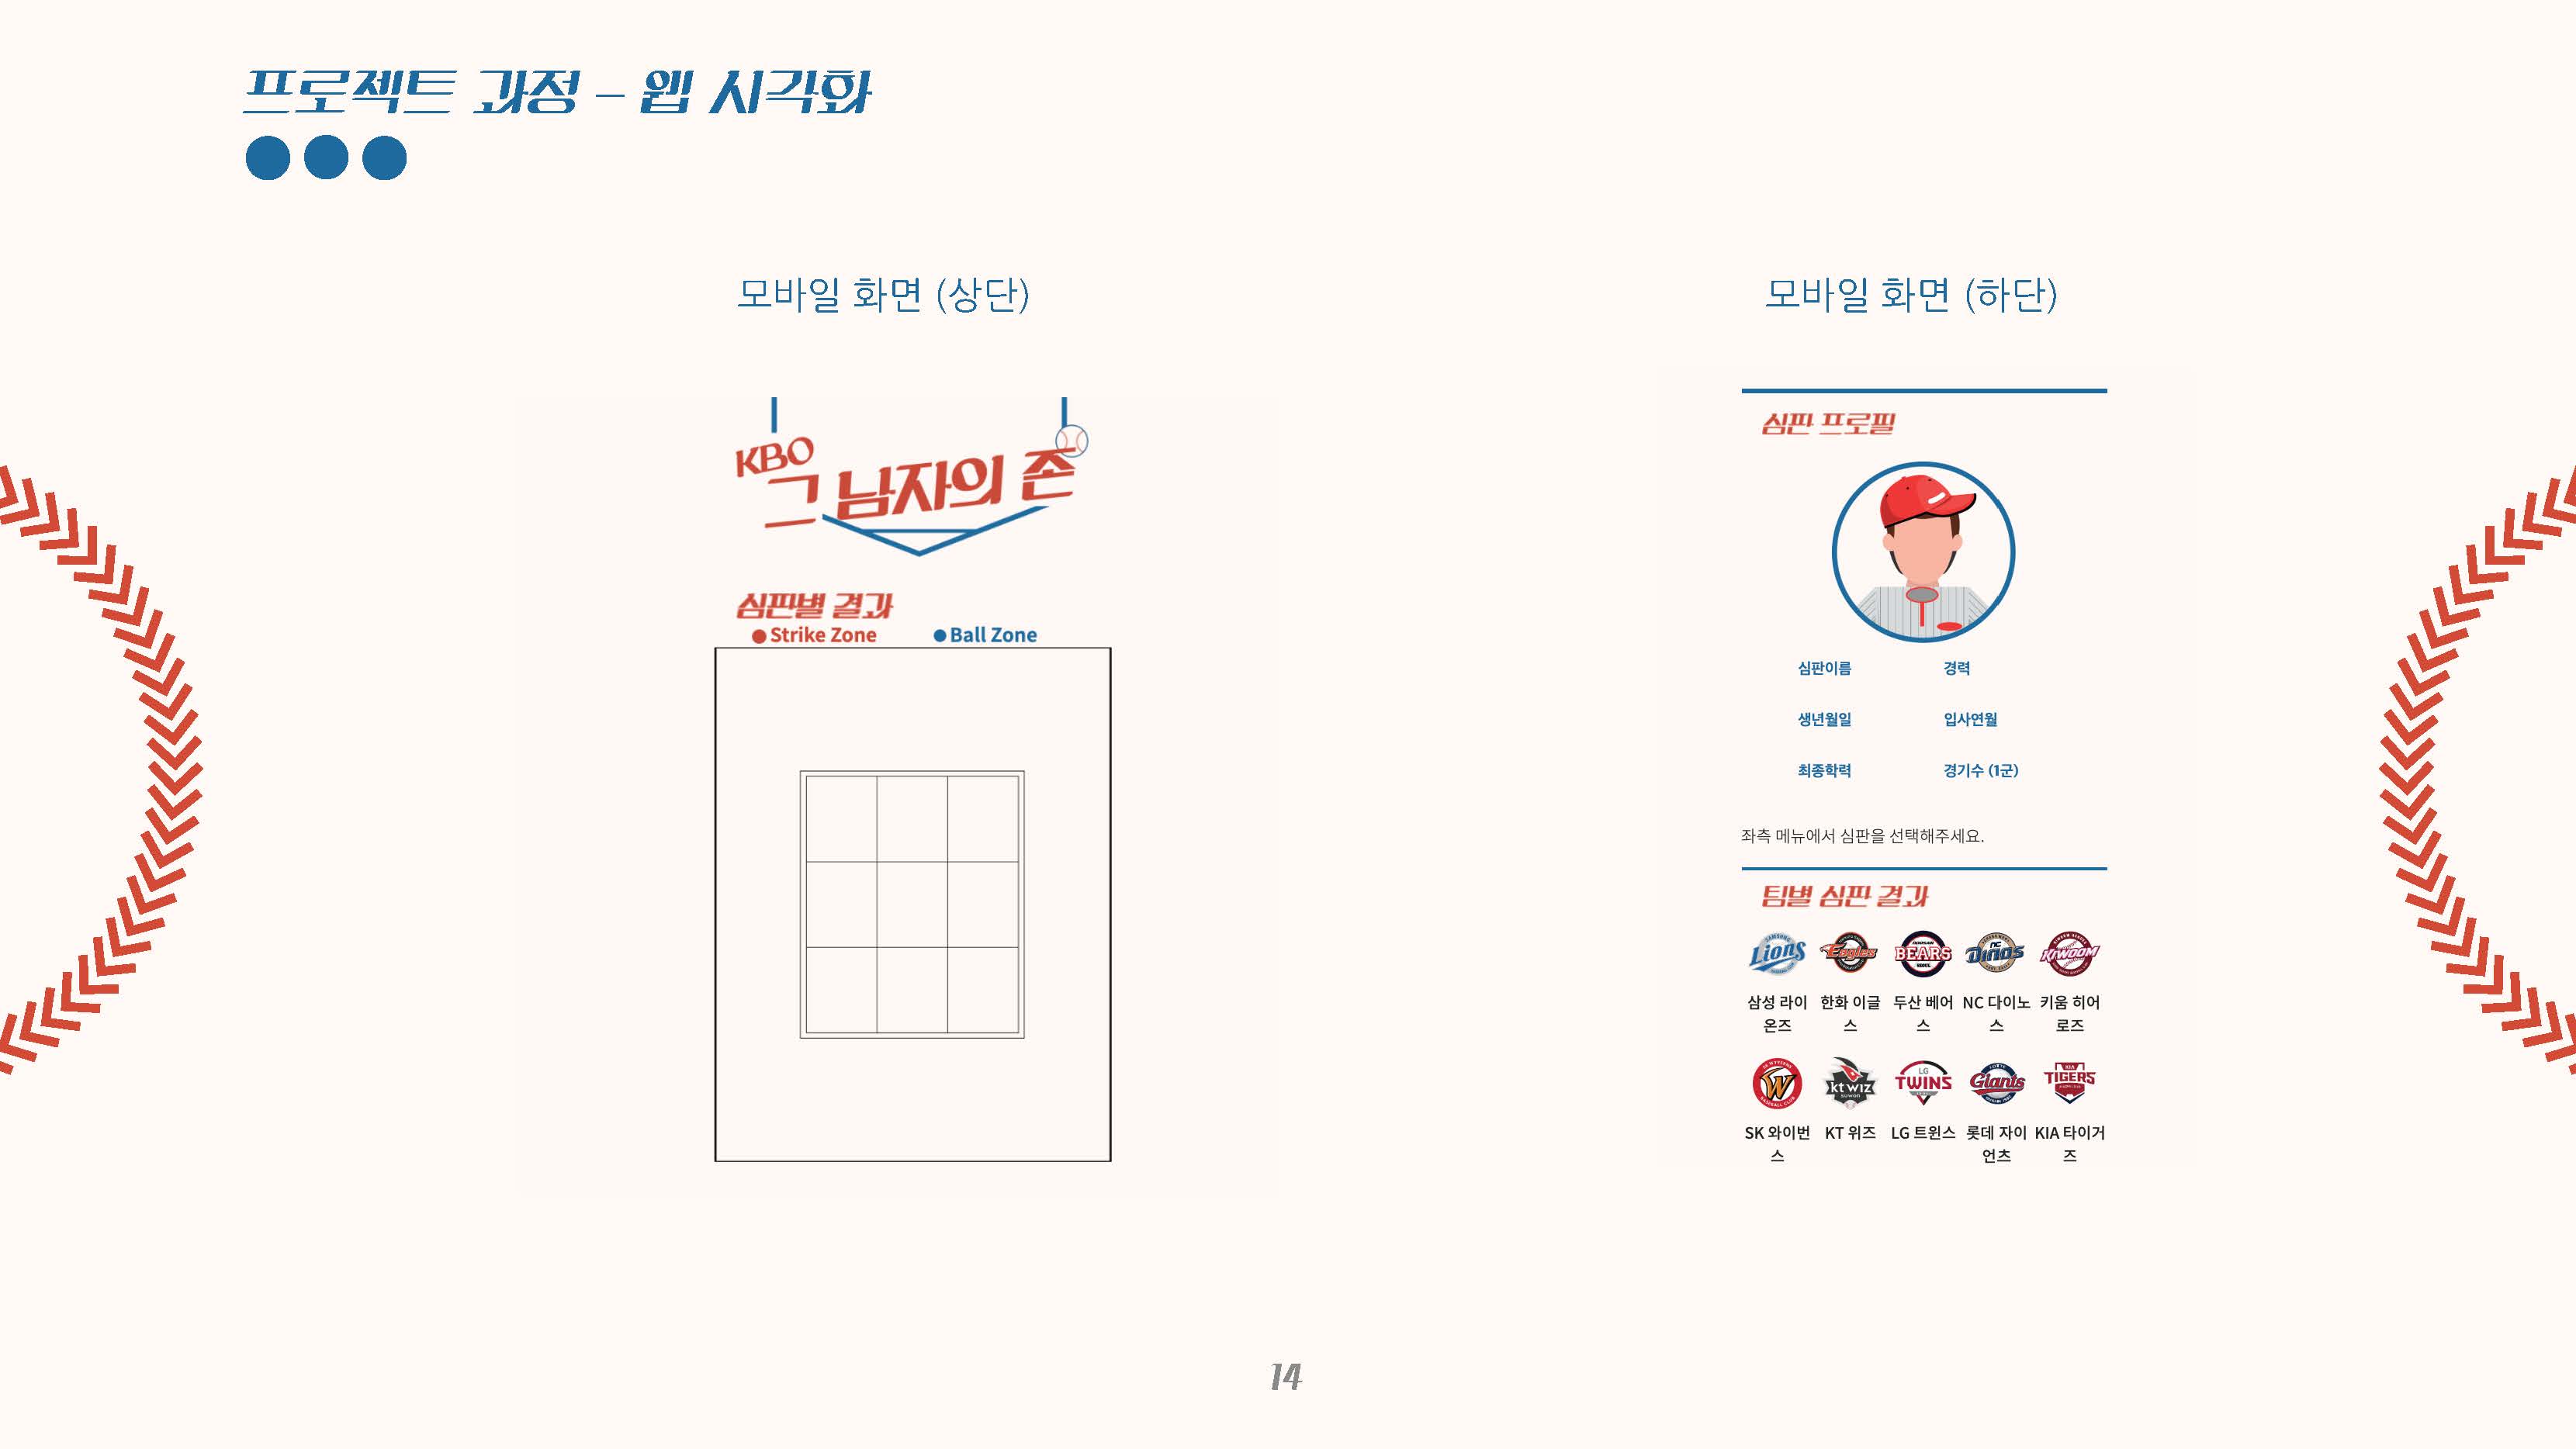 프로젝트 과정 – 웹 시각화
모바일 화면 (상단)
KBO
그 남자의 존
심판별 결과
Strike Zone
Ball Zone
모바일 화면 (하단)
심판 프로필
심판이름
경력
생년월일
입사연월
최종학력
경기수 (1군)
좌측 메뉴에서 심판을 선택해주세요.
팀별 심판 결과
Lions
Eagles
BEARS
NC
Dinos
KIWOOM
삼성 라이
온즈
한화 이글
스
두산 베어
스
NC 다이노
스
키움 히어
로즈
W
kt wiz
suwon
LG
TWINS
Giants
KIA
TIGERS
SK 와이번
스
KT 위즈
LG 트윈스
롯데 자이
언츠
KIA 타이거
즈
14